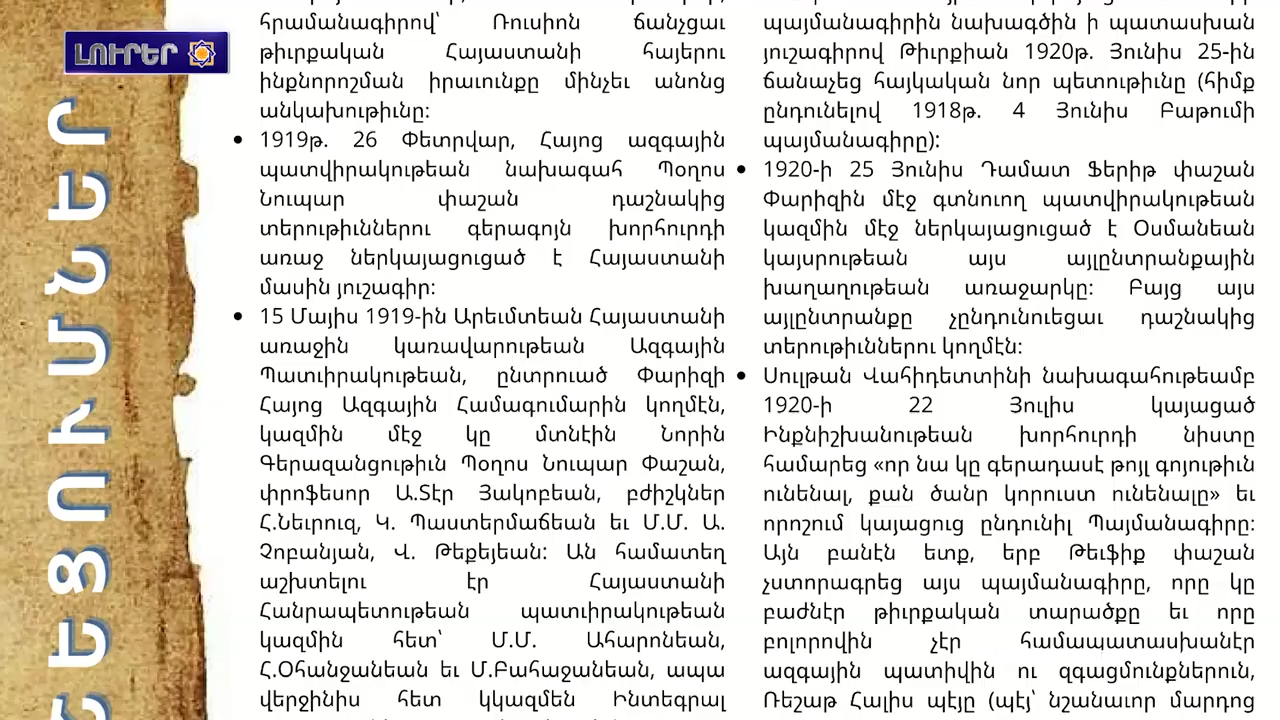 ԼՈՒՐԵՐ
հրամանագիրով՝ Ռուսիոն ճանչցաւ
թիւրքական Հայաստանի հայերու
ինքնորոշման իրաւունքը մինչեւ անոնց
անկախութիւնը։
• 1919թ. 26 Փետրվար, Հայոց ազգային
պատվիրակութեան նախագահ Պօղոս
Նուպար փաշան դաշնակից
տերութիւններու գերագոյն խորհուրդի
առաջ ներկայացուցած է Հայաստանի
մասին յուշագիր։
• 15 Մայիս 1919-ին Արեւմտեան Հայաստանի
առաջին կառավարութեան Ազգային
Պատւիրակութեան, ընտրուած Փարիզի
Հայոց Ազգային Համագումարին կողմէն,
կազմին մէջ կը մտնէին Նորին
Գերազանցութիւն Պօղոս Նուպար Փաշան,
փրոֆեսոր Ա.Տէր Յակոբեան, բժիշկներ
Հ.Նեւրուզ, Կ. Պաստերմաճեան եւ Մ.Մ. Ա.
Չոբանյան, Վ. Թեքեյեան։ Ան համատեղ
աշխտելու էր Հայաստանի
Հանրապետութեան պատւիրակութեան
կազմին հետ՝ Մ.Մ. Ահարոնեան,
Հ.Օհանջանեան եւ Մ.Բահաջանեան, ապա
վերջինիս հետ կկազմեն Ինտեգրալ
պայմանագիրին նախագծին ի պատասխան
յուշագիրով Թիւրքիան 1920թ. Յունիս 25-ին
ճանաչեց հայկական նոր պետութիւնը (հիմք
ընդունելով 1918թ. 4 Յունիս Բաթումի
պայմանագիրը)։
• 1920-ի 25 Յունիս Դամատ Ֆերիթ փաշան
Փարիզին մէջ գտնուող պատվիրակութեան
կազմին մէջ ներկայացուցած է Օսմանեան
կայսրութեան այս այլընտրանքային
խաղաղութեան առաջարկը։ Բայց այս
այլընտրանքը չընդունուեցաւ դաշնակից
տերութիւններու կողմէն։
• Սուլթան Վահիդետտինի նախագահութեամբ
1920-ի 22 Յուլիս կայացած
Ինքնիշխանութեան խորհուրդի նիստը
համարեց «որ նա կը գերադասէ թոյլ գոյութիւն
ունենալ, քան ծանր կորուստ ունենալը» եւ
որոշում կայացուց ընդունիլ Պայմանագիրը։
Այն բանէն ետք, երբ Թեւֆիք փաշան
չստորագրեց այս պայմանագիրը, որը կը
բաժնէր թիւրքական տարածքը եւ որը
բոլորովին չէր համապատասխանէր
ազգային պատիվին ու զգացմունքներուն,
Ռեշաթ Հալիս պէյը (պէյ՝ նշանաւոր մարդոց